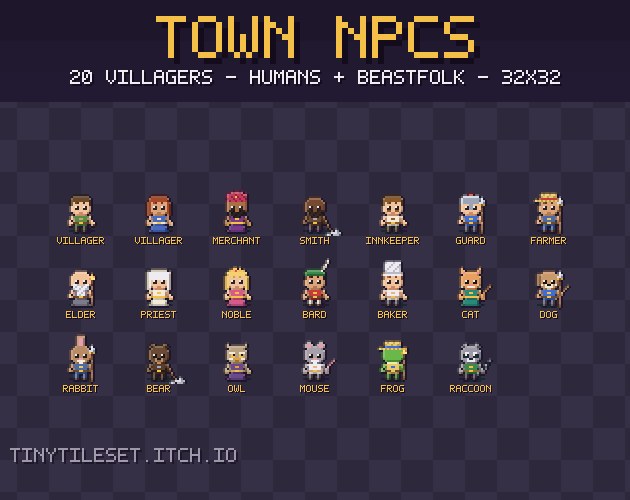 TOWN NPCS
20 VILLAGERS - HUMANS + BEASTFOLK - 32X32
VILLAGER VILLAGER MERCHANT SMITH INNKEEPER GUARD FARMER
ELDER PRIEST NOBLE BARD BAKER CAT DOG
RABBIT BEAR OWL MOUSE FROG RACCOON
TINYTILESET.ITCH.IO